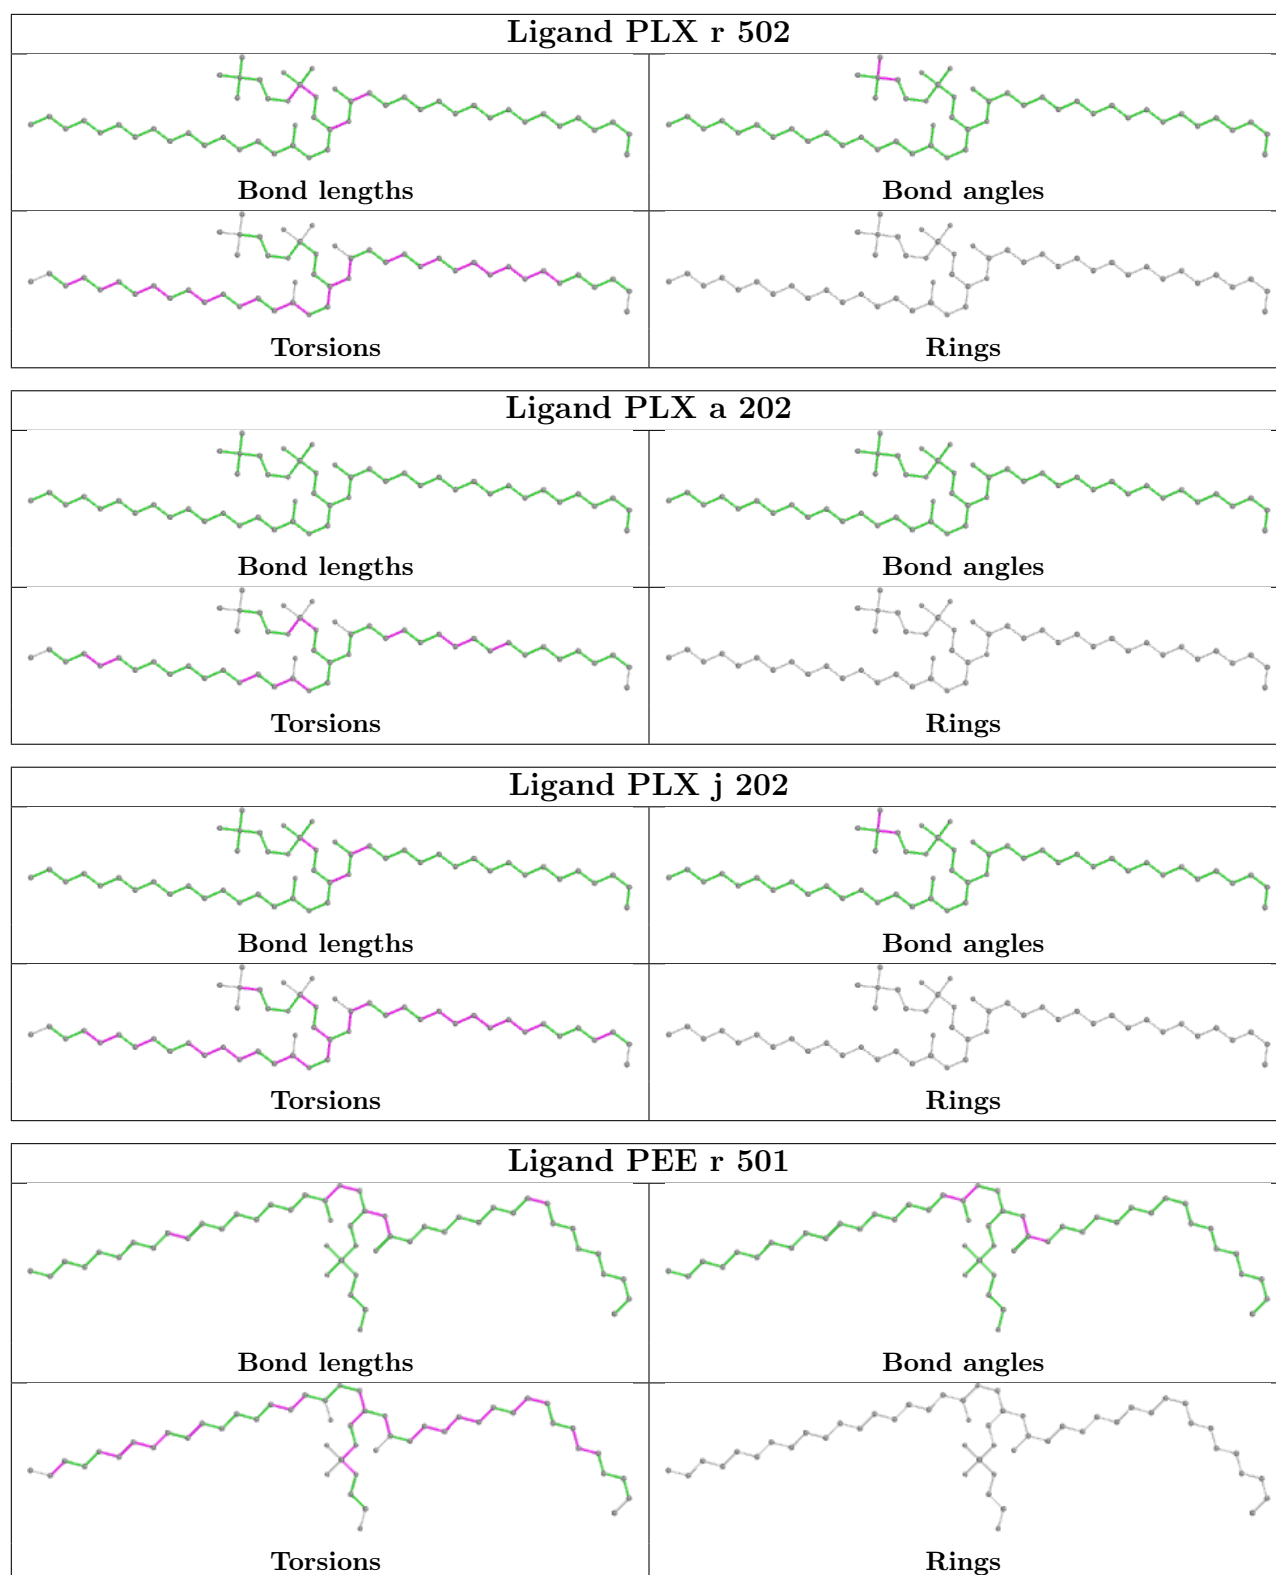 Ligand PLX r 502
Bond lengths
Bond angles
Torsions
Rings
Ligand PLX a 202
Bond lengths
Bond angles
Torsions
Rings
Ligand PLX j 202
Bond lengths
Bond angles
Torsions
Rings
Ligand PEE r 501
Bond lengths
Bond angles
Torsions
Rings